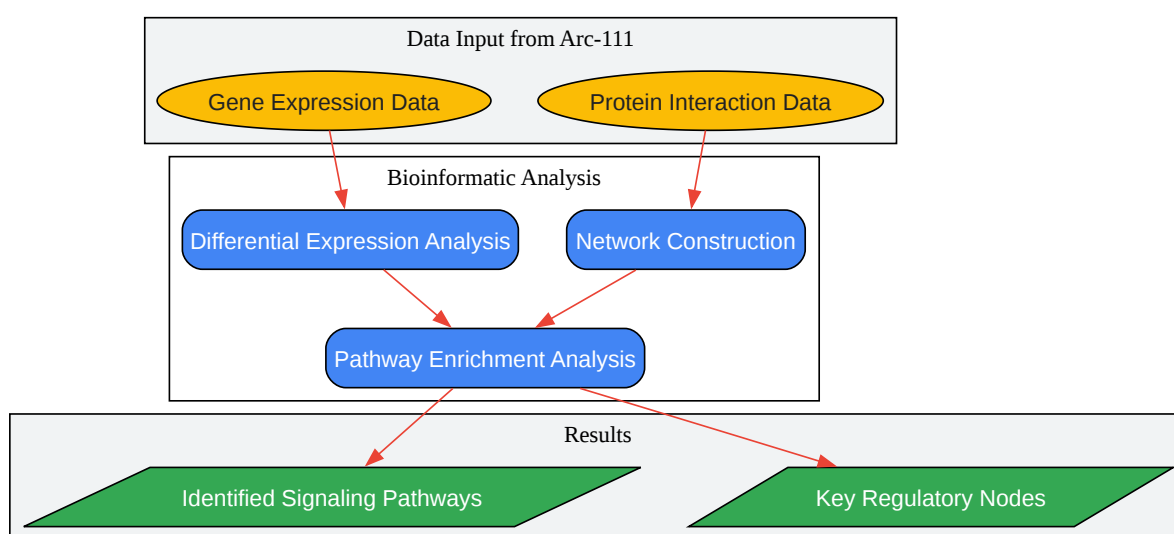 Data Input from Arc-111
Gene Expression Data
Protein Interaction Data
Bioinformatic Analysis
Differential Expression Analysis
Network Construction
Pathway Enrichment Analysis
Results
Identified Signaling Pathways
Key Regulatory Nodes